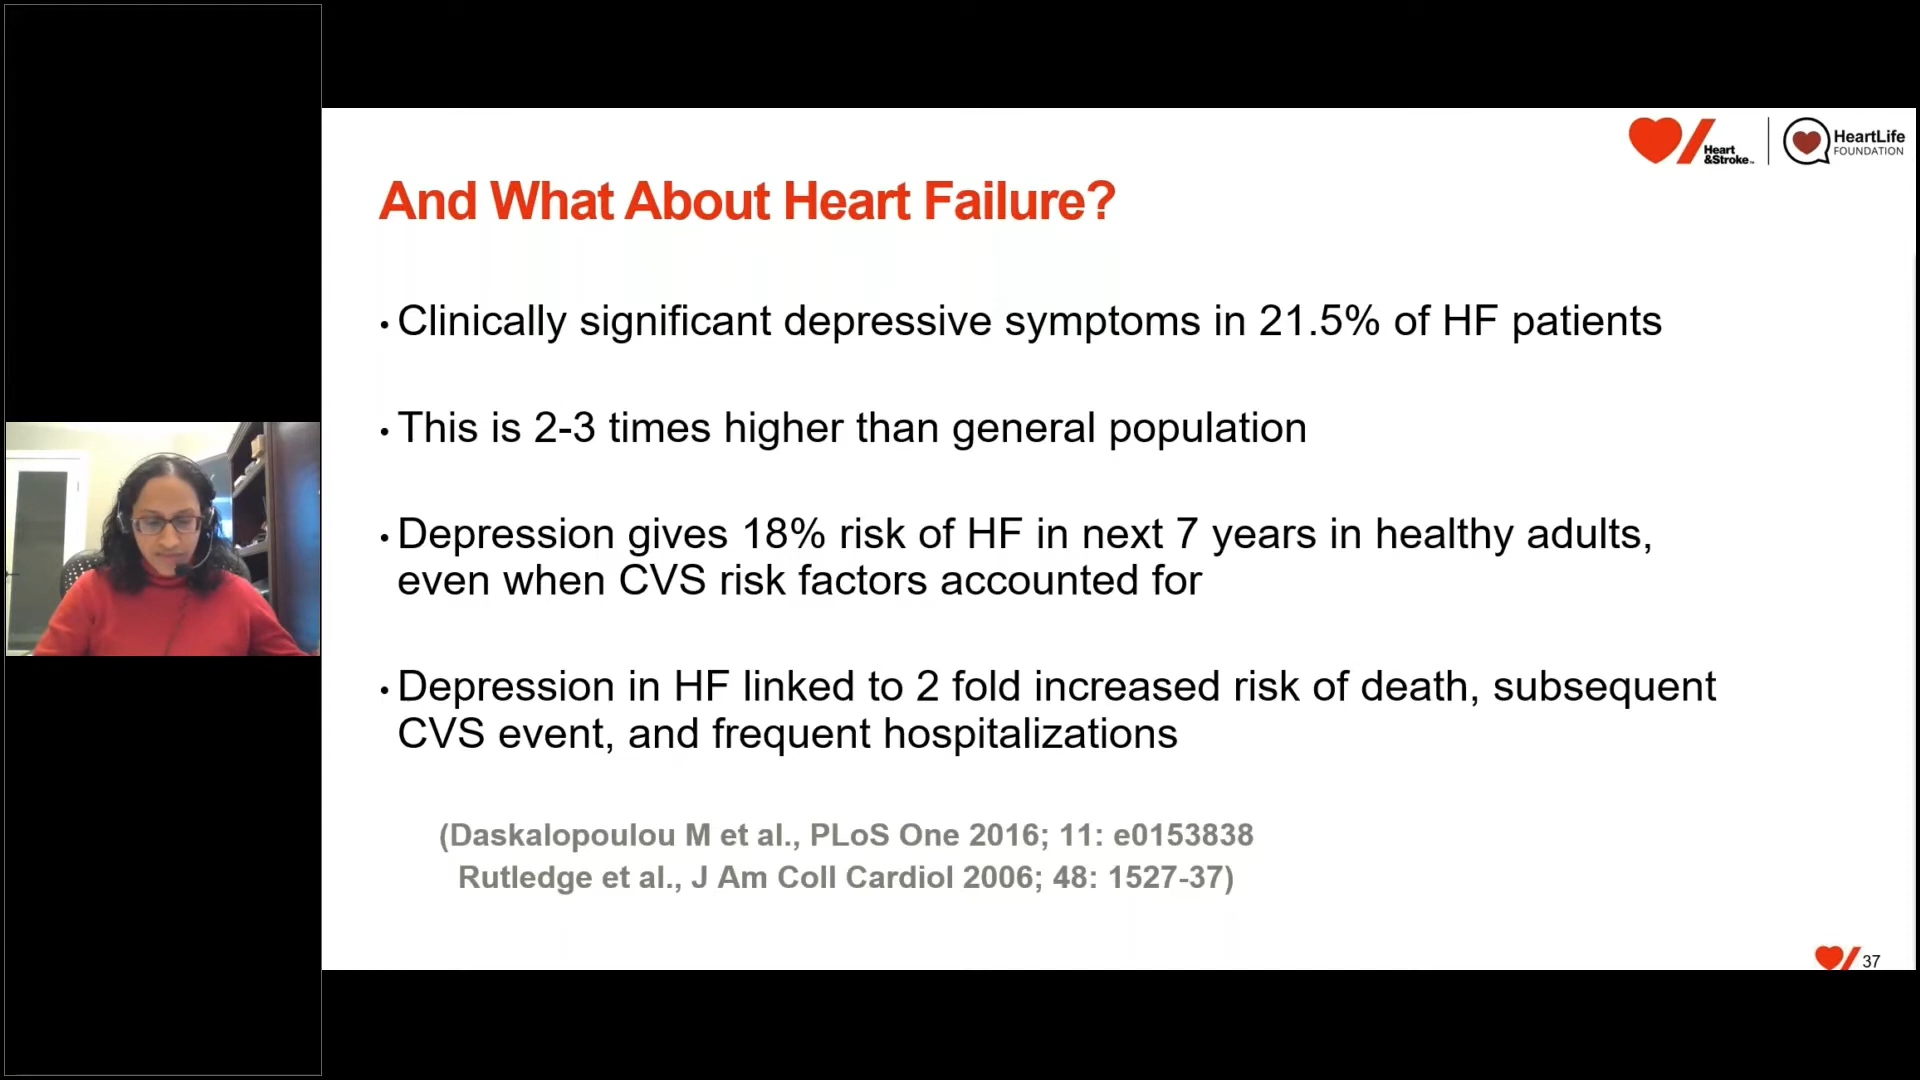 Heart
&Stroke™
HeartLife
FOUNDATION
And What About Heart Failure?
• Clinically significant depressive symptoms in 21.5% of HF patients
• This is 2-3 times higher than general population
• Depression gives 18% risk of HF in next 7 years in healthy adults,
even when CVS risk factors accounted for
• Depression in HF linked to 2 fold increased risk of death, subsequent
CVS event, and frequent hospitalizations
(Daskalopoulou M et al., PLoS One 2016; 11: e0153838
Rutledge et al., J Am Coll Cardiol 2006; 48: 1527-37)
37